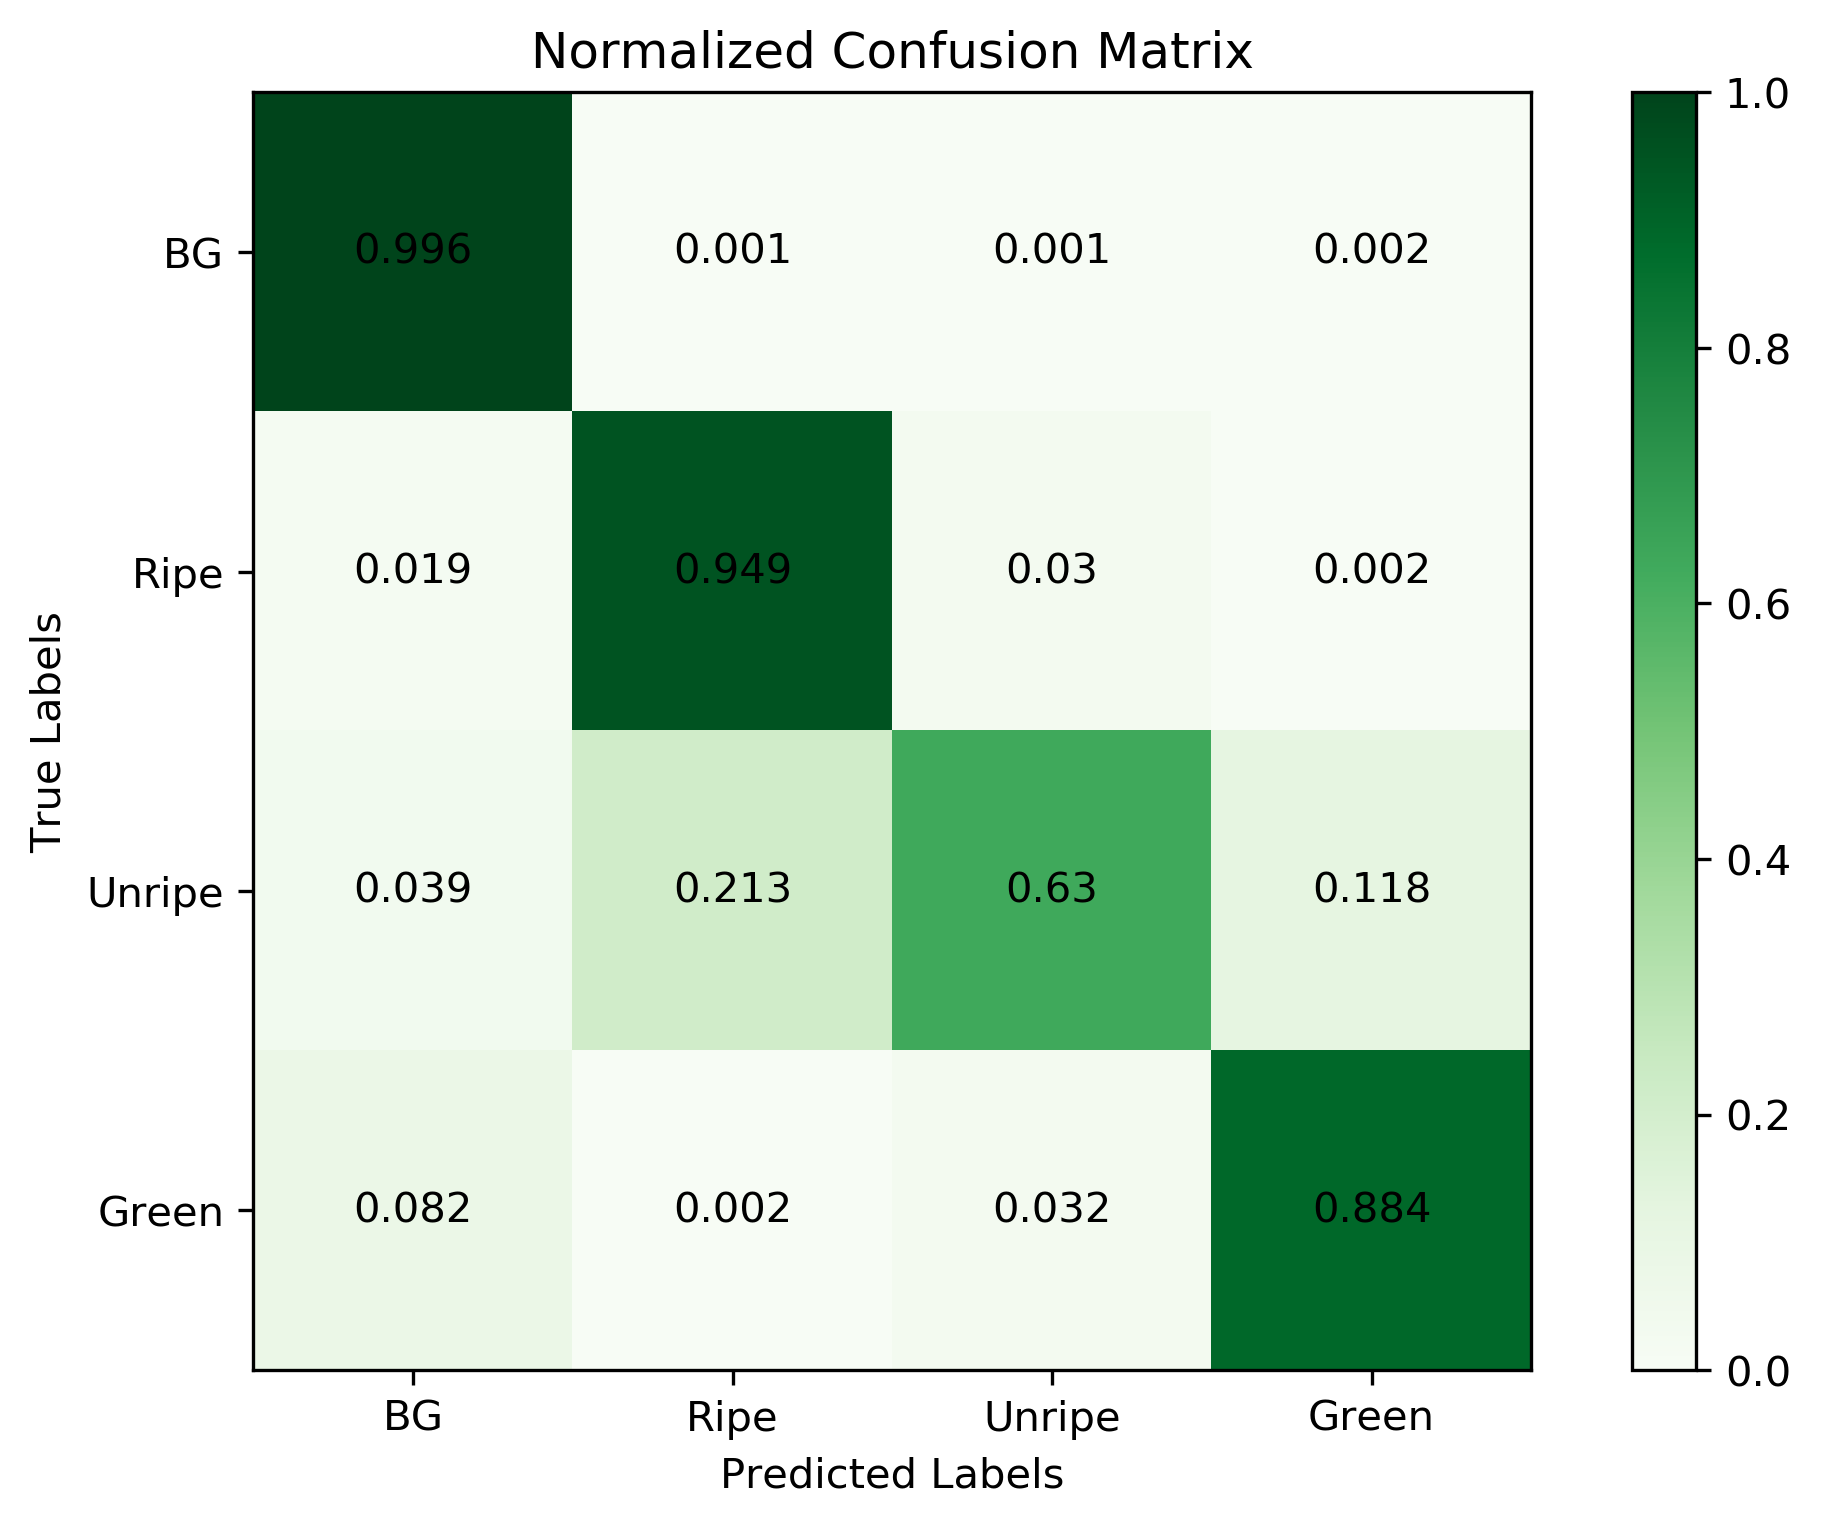 Normalized Confusion Matrix
1.0
BG 0.996 0.001 0.001 0.002
0.8
Ripe 0.019 0.949 0.03 0.002
0.6
True Labels
0.4
Unripe 0.039 0.213 0.63 0.118
0.2
Green 0.082 0.002 0.032 0.884
0.0
BG Ripe Unripe Green
Predicted Labels